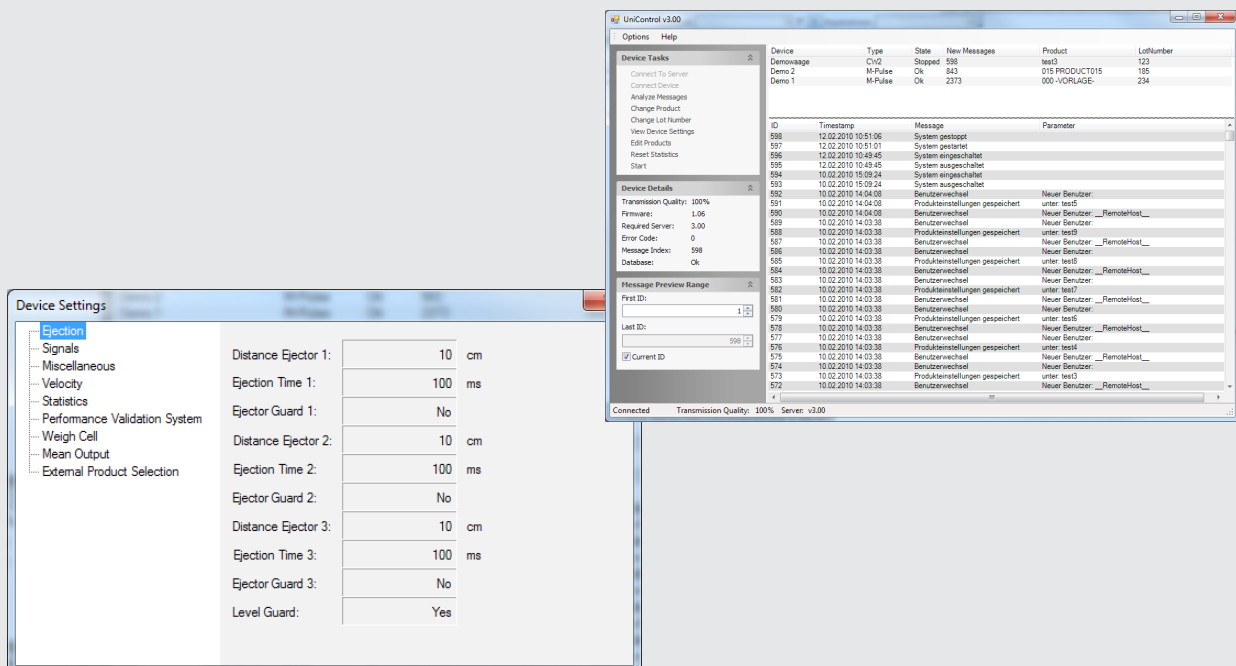 UniControl v3.00
Options Help
Device Tasks
Connect To Server
Connect Device
Analyze Messages
Change Product
Change Lot Number
View Device Settings
Edit Products
Reset Statistics
Start
Device Details
Transmission Quality: 100%
Firmware: 1.06
Required Server: 3.00
Error Code: 0
Message Index: 598
Database: Ok
Message Preview Range
First ID:
1
Last ID:
598
Current ID
Device Type State New Messages Product LotNumber
Demowaage CW2 Stopped 598 test3 123
Demo 2 M-Pulse Ok 843 015 PRODUCT015 185
Demo 1 M-Pulse Ok 2373 000 -VORLAGE- 234
ID Timestamp Message Parameter
598 12.02.2010 10:51:06 System gestoppt
597 12.02.2010 10:51:01 System gestartet
596 12.02.2010 10:49:45 System eingeschaltet
595 12.02.2010 10:49:45 System ausgeschaltet
594 10.02.2010 15:09:24 System eingeschaltet
593 10.02.2010 15:09:24 System ausgeschaltet
592 10.02.2010 14:04:08 Benutzerwechsel Neuer Benutzer:
591 10.02.2010 14:04:08 Produkteinstellungen gespeichert unter: test5
590 10.02.2010 14:04:08 Benutzerwechsel Neuer Benutzer: __RemoteHost__
589 10.02.2010 14:03:38 Benutzerwechsel Neuer Benutzer:
588 10.02.2010 14:03:38 Produkteinstellungen gespeichert unter: test9
587 10.02.2010 14:03:38 Benutzerwechsel Neuer Benutzer: __RemoteHost__
586 10.02.2010 14:03:38 Benutzerwechsel Neuer Benutzer:
585 10.02.2010 14:03:38 Produkteinstellungen gespeichert unter: test8
584 10.02.2010 14:03:38 Benutzerwechsel Neuer Benutzer: __RemoteHost__
583 10.02.2010 14:03:38 Benutzerwechsel Neuer Benutzer:
582 10.02.2010 14:03:38 Produkteinstellungen gespeichert unter: test7
581 10.02.2010 14:03:38 Benutzerwechsel Neuer Benutzer: __RemoteHost__
580 10.02.2010 14:03:38 Benutzerwechsel Neuer Benutzer:
579 10.02.2010 14:03:38 Produkteinstellungen gespeichert unter: test6
578 10.02.2010 14:03:38 Benutzerwechsel Neuer Benutzer: __RemoteHost__
577 10.02.2010 14:03:38 Benutzerwechsel Neuer Benutzer:
576 10.02.2010 14:03:38 Produkteinstellungen gespeichert unter: test4
575 10.02.2010 14:03:38 Benutzerwechsel Neuer Benutzer: __RemoteHost__
574 10.02.2010 14:03:38 Benutzerwechsel Neuer Benutzer:
573 10.02.2010 14:03:38 Produkteinstellungen gespeichert unter: test3
572 10.02.2010 14:03:38 Benutzerwechsel Neuer Benutzer: __RemoteHost__
Connected Transmission Quality: 100% Server: v3.00
Device Settings
Ejection
Signals
Miscellaneous
Velocity
Statistics
Performance Validation System
Weigh Cell
Mean Output
External Product Selection
Distance Ejector 1: 10 cm
Ejection Time 1: 100 ms
Ejector Guard 1: No
Distance Ejector 2: 10 cm
Ejection Time 2: 100 ms
Ejector Guard 2: No
Distance Ejector 3: 10 cm
Ejection Time 3: 100 ms
Ejector Guard 3: No
Level Guard: Yes